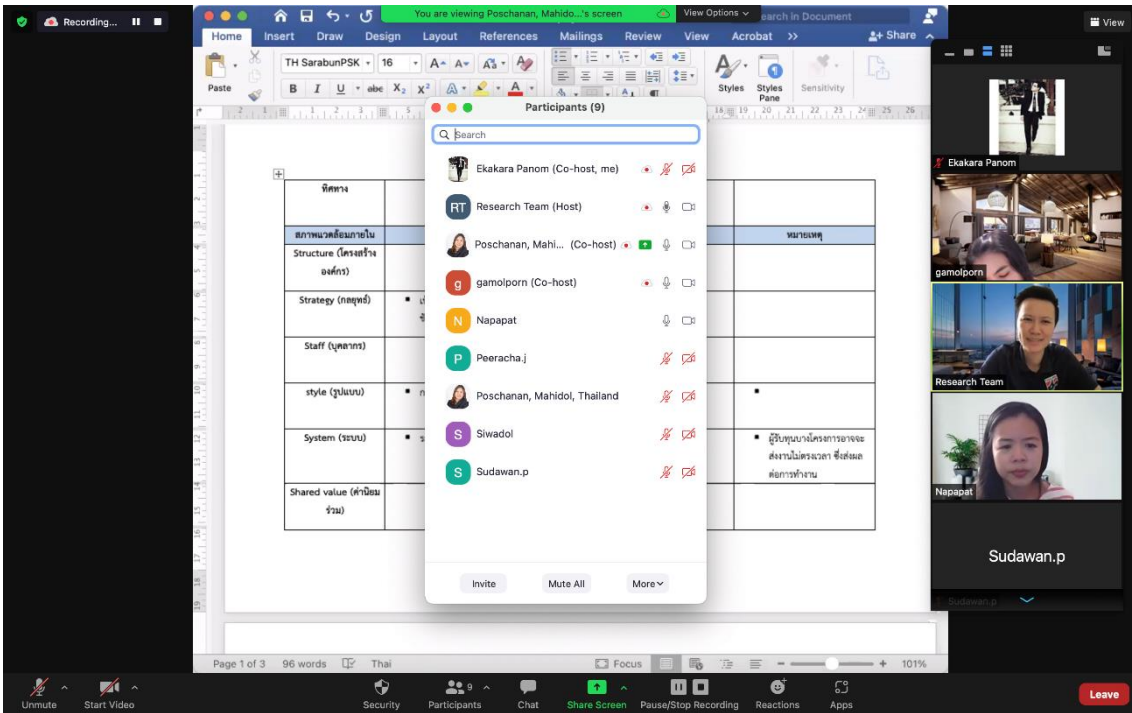 Recording...
You are viewing Poschanan, Mahido...'s screen
View Options
earch in Document
View
Home Insert Draw Design Layout References Mailings Review View Acrobat >> Share
Paste
TH SarabunPSK 16
B I U abc X₂ X²
Styles
Styles Pane
Sensitivity
ทิศทาง
สภาพแวดล้อมภายใน
หมายเหตุ
Structure (โครงสร้าง
องค์กร)
Strategy (กลยุทธ์)
Staff (บุคลากร)
style (รูปแบบ)
System (ระบบ)
ผู้รับทุนบางโครงการอาจจะ
ส่งงานไม่ตรงเวลา ซึ่งส่งผล
ต่อการทำงาน
Shared value (ค่านิยม
ร่วม)
Participants (9)
Search
Ekakara Panom (Co-host, me)
RT Research Team (Host)
Poschanan, Mahi... (Co-host)
g gamolporn (Co-host)
N Napapat
P Peeracha.j
Poschanan, Mahidol, Thailand
S Siwadol
S Sudawan.p
Invite Mute All More
Ekakara Panom
gamolporn
Research Team
Napapat
Sudawan.p
Sudawan.p
Page 1 of 3 96 words Thai Focus 101%
Unmute Start Video Security Participants 9 Chat Share Screen Pause/Stop Recording Reactions Apps Leave